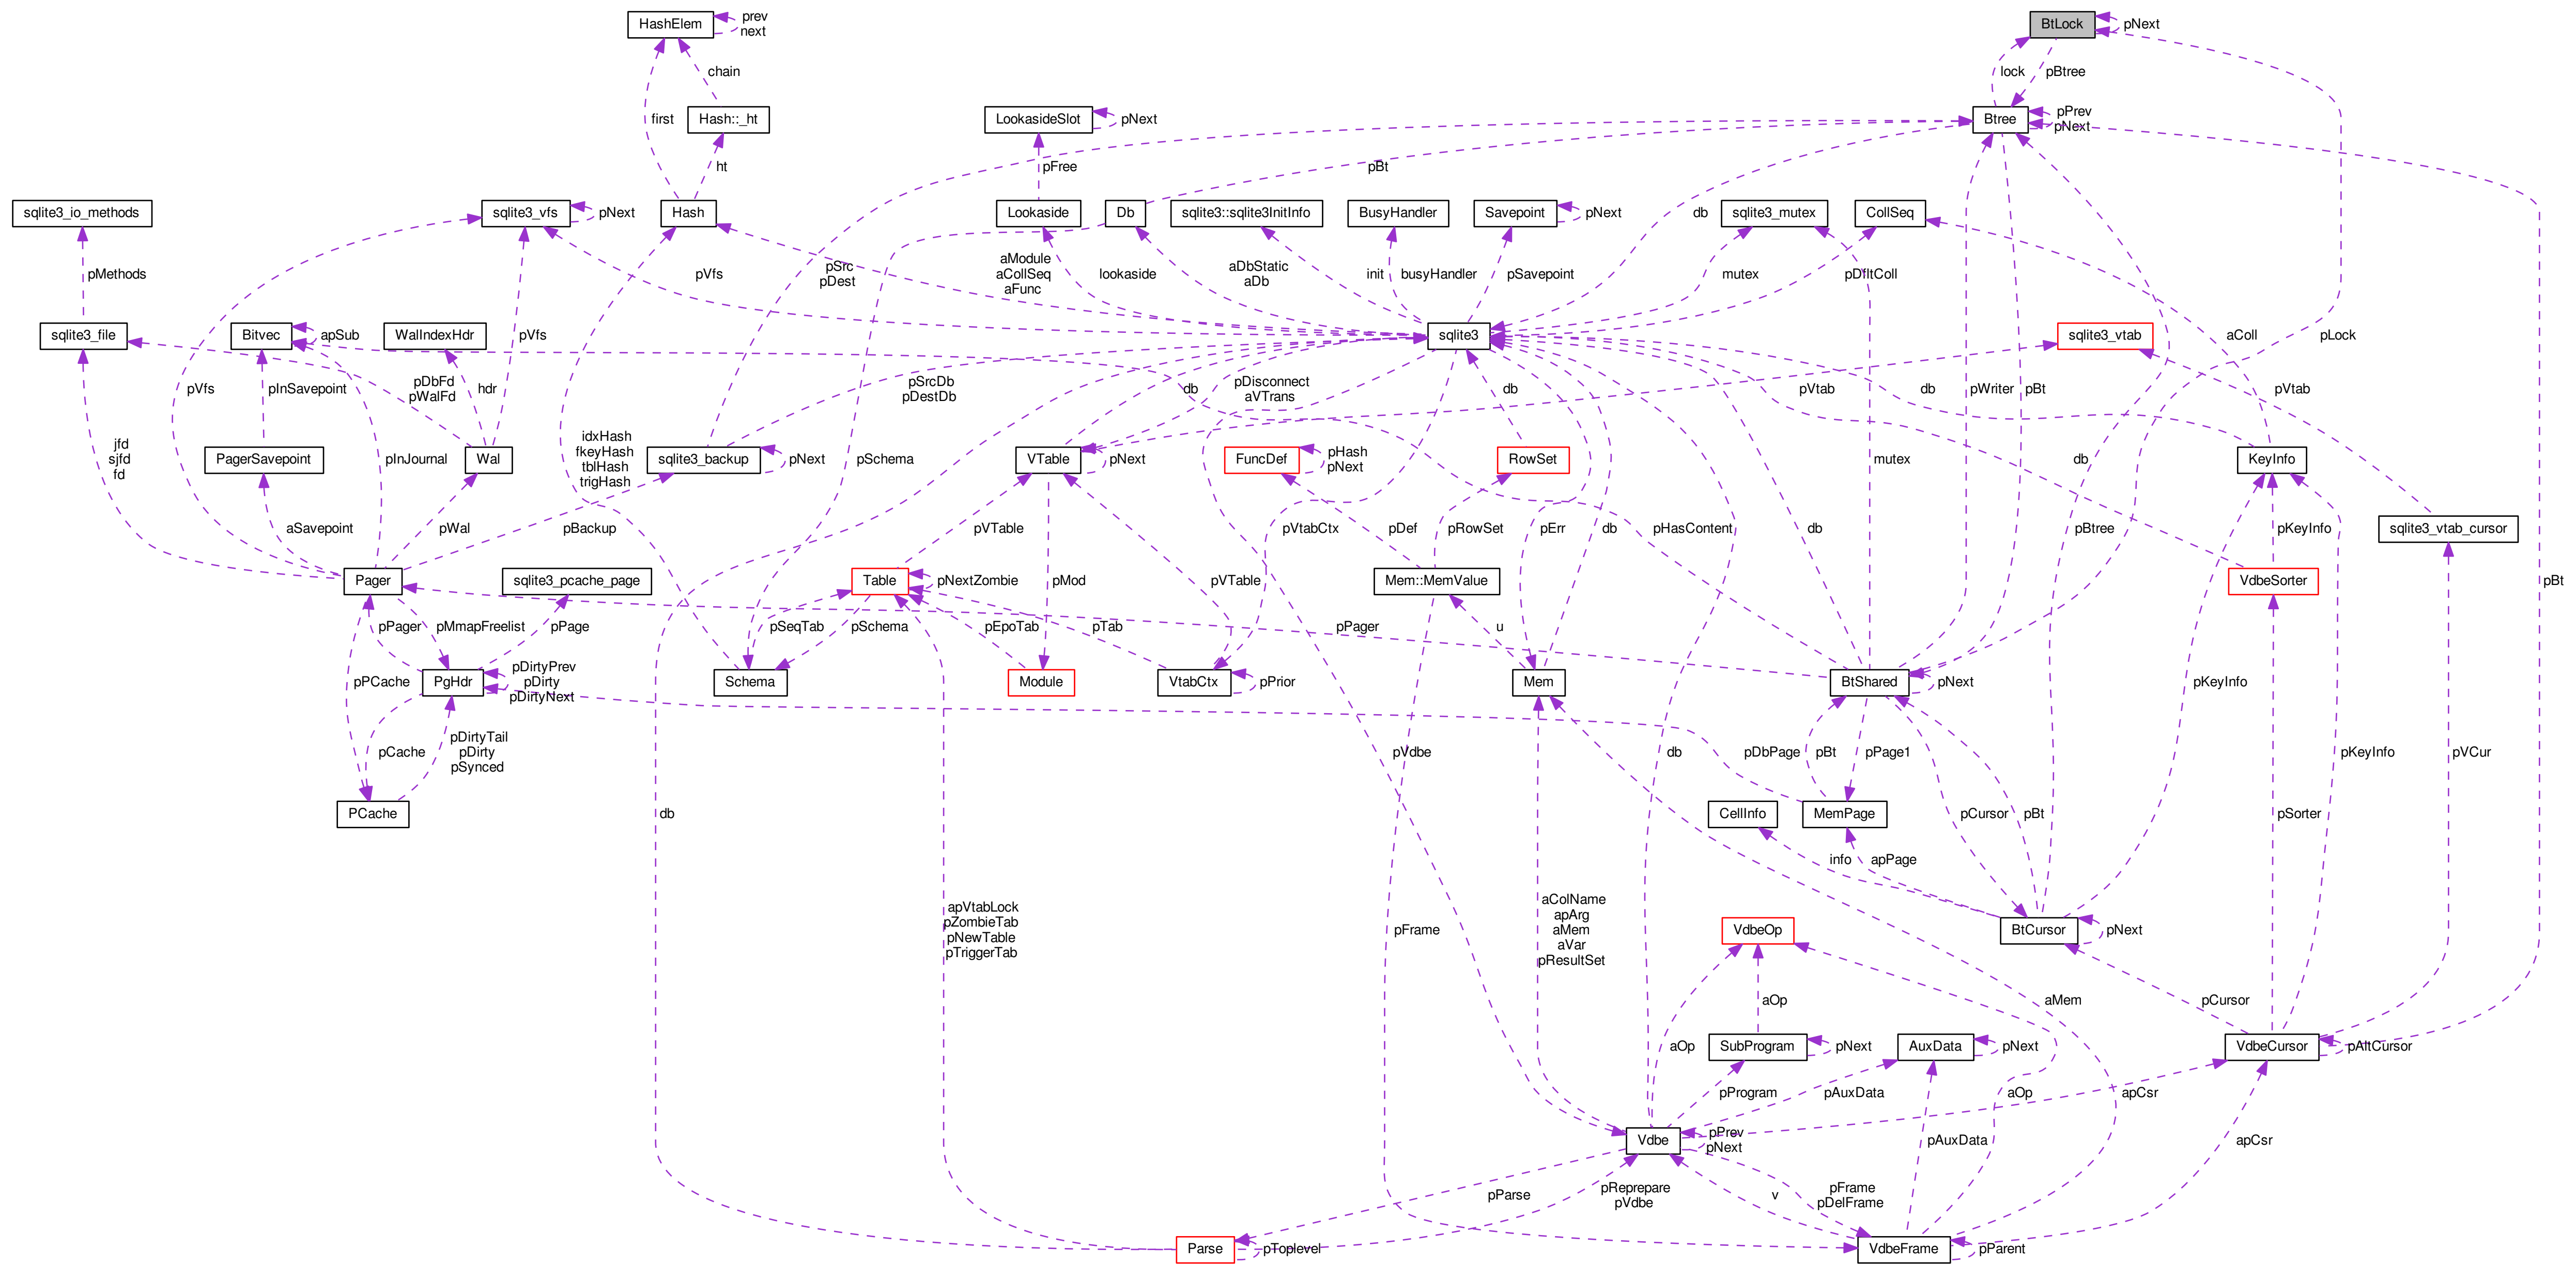 HashElem
prev
next
BtLock
pNext
chain
lock
pBtree
first
Hash::_ht
LookasideSlot
pNext
Btree
pPrev
pNext
ht
pFree
pBt
sqlite3_io_methods
sqlite3_vfs
pNext
Hash
Lookaside
Db
sqlite3::sqlite3InitInfo
BusyHandler
Savepoint
pNext
sqlite3_mutex
CollSeq
db
pMethods
pVfs
pSrc
pDest
aModule
aCollSeq
aFunc
lookaside
aDbStatic
aDb
init
busyHandler
pSavepoint
mutex
pDfltColl
sqlite3_file
Bitvec
apSub
WalIndexHdr
pVfs
sqlite3
sqlite3_vtab
aColl
pLock
pVfs
pInSavepoint
pDbFd
pWalFd
hdr
pSrcDb
pDestDb
db
pDisconnect
aVTrans
db
pWriter
pBt
pVtab
db
pVtab
jfd
sjfd
fd
PagerSavepoint
pInJournal
Wal
idxHash
fkeyHash
tblHash
trigHash
sqlite3_backup
pNext
pSchema
VTable
pNext
FuncDef
pHash
pNext
RowSet
mutex
db
KeyInfo
aSavepoint
pWal
pBackup
pVTable
pVtabCtx
pDef
pRowSet
pErr
db
pHasContent
db
pBtree
pKeyInfo
sqlite3_vtab_cursor
Pager
sqlite3_pcache_page
Table
pNextZombie
pMod
pVTable
Mem::MemValue
VdbeSorter
pBt
pPager
pMmapFreelist
pPage
pSeqTab
pSchema
pEpoTab
pTab
pPager
u
pPCache
PgHdr
pDirtyPrev
pDirty
pDirtyNext
Schema
Module
VtabCtx
pPrior
Mem
BtShared
pNext
pKeyInfo
pCache
pDirtyTail
pDirty
pSynced
pVdbe
db
pDbPage
pBt
pPage1
pKeyInfo
pVCur
PCache
db
CellInfo
MemPage
pCursor
pBt
pSorter
info
apPage
apVtabLock
pZombieTab
pNewTable
pTriggerTab
pFrame
aColName
apArg
aMem
aVar
pResultSet
VdbeOp
BtCursor
pNext
aOp
aMem
pCursor
aOp
SubProgram
pNext
AuxData
pNext
VdbeCursor
pAltCursor
pProgram
pAuxData
aOp
apCsr
Vdbe
pPrev
pNext
pAuxData
apCsr
pParse
pReprepare
pVdbe
v
pFrame
pDelFrame
Parse
pToplevel
VdbeFrame
pParent